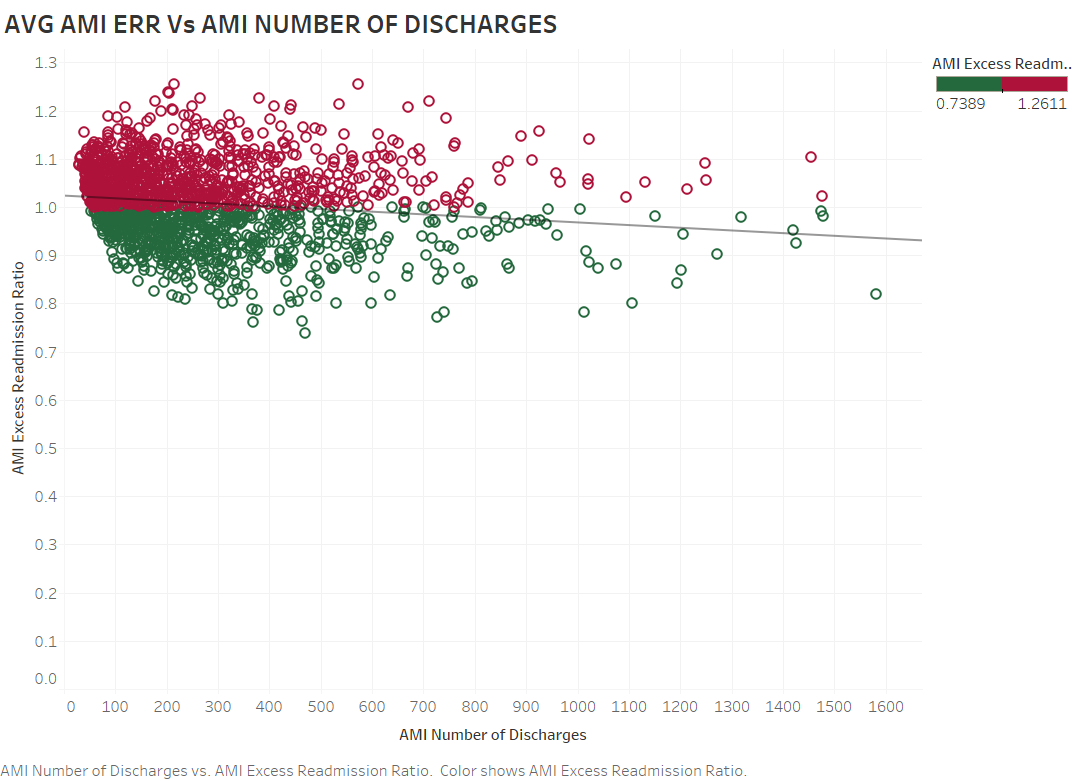 AVG AMI ERR Vs AMI NUMBER OF DISCHARGES
AMI Excess Readm..
0.7389 1.2611
1.3
1.2
1.1
1.0
0.9
0.8
0.7
0.6
0.5
0.4
0.3
0.2
0.1
0.0
AMI Excess Readmission Ratio
0 100 200 300 400 500 600 700 800 900 1000 1100 1200 1300 1400 1500 1600
AMI Number of Discharges
AMI Number of Discharges vs. AMI Excess Readmission Ratio. Color shows AMI Excess Readmission Ratio.